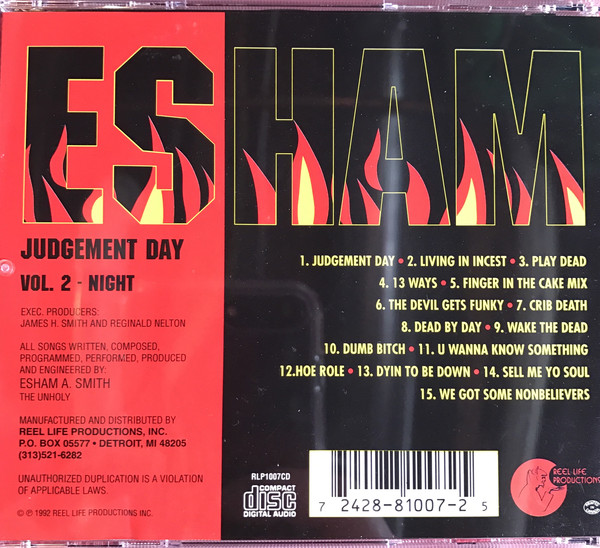 ESHAM
JUDGEMENT DAY
VOL. 2 - NIGHT
EXEC. PRODUCERS:
JAMES H. SMITH AND REGINALD NELTON
ALL SONGS WRITTEN, COMPOSED,
PROGRAMMED, PERFORMED, PRODUCED
AND ENGINEERED BY:
ESHAM A. SMITH
THE UNHOLY
MANUFACTURED AND DISTRIBUTED BY
REEL LIFE PRODUCTIONS, INC.
P.O. BOX 05577 • DETROIT, MI 48205
(313)521-6282
UNAUTHORIZED DUPLICATION IS A VIOLATION
OF APPLICABLE LAWS.
© ℗ 1992 REEL LIFE PRODUCTIONS INC.
1. JUDGEMENT DAY • 2. LIVING IN INCEST • 3. PLAY DEAD
4. 13 WAYS • 5. FINGER IN THE CAKE MIX
6. THE DEVIL GETS FUNKY • 7. CRIB DEATH
8. DEAD BY DAY • 9. WAKE THE DEAD
10. DUMB BITCH • 11. U WANNA KNOW SOMETHING
12.HOE ROLE • 13. DYIN TO BE DOWN • 14. SELL ME YO SOUL
15. WE GOT SOME NONBELIEVERS
RLP1007CD
COMPACT
disc
DIGITAL AUDIO
7 24428-81007-2 5
REEL LIFE
PRODUCTIONS